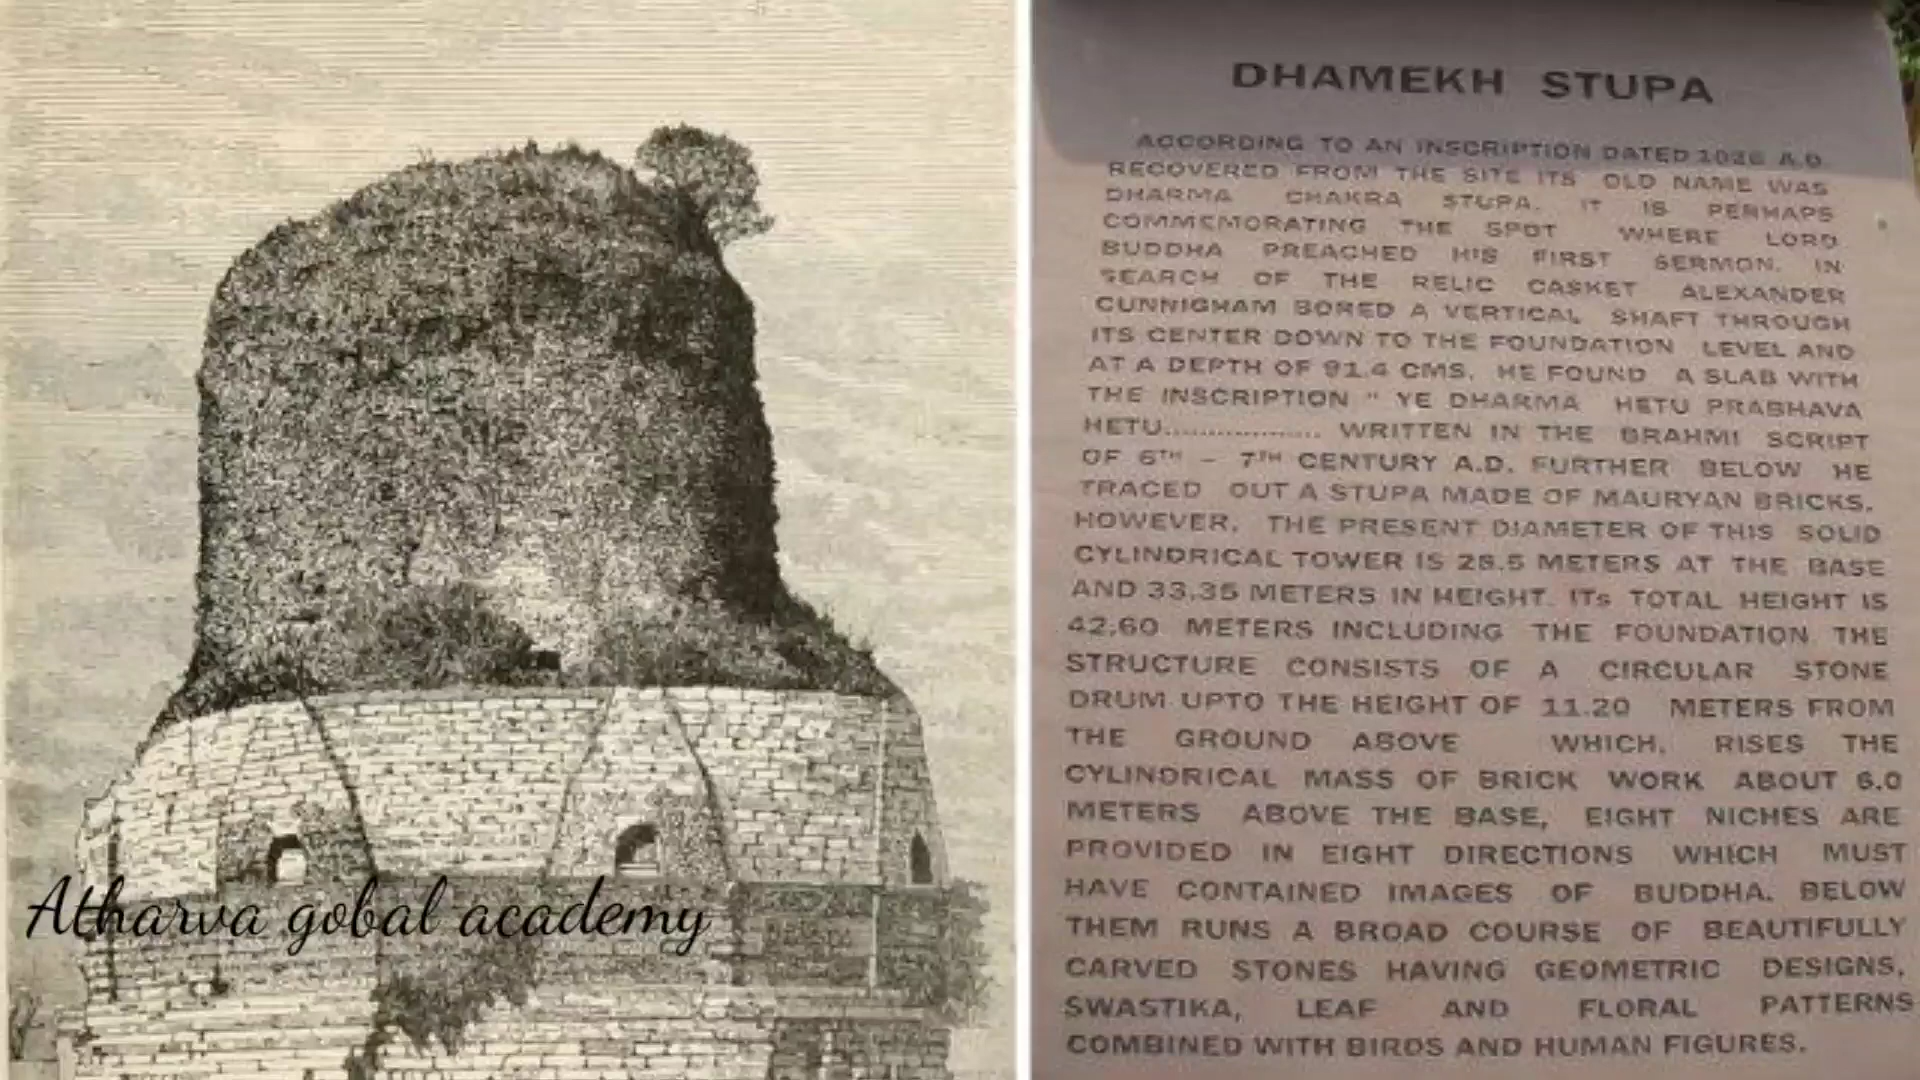 Atharva gobal academy
DHAMEKH STUPA
ACCORDING TO AN INSCRIPTION DATED 1026 A.D.
RECOVERED FROM THE SITE ITS OLD NAME WAS
DHARMA CHAKRA STUPA. IT IS PERHAPS
COMMEMORATING THE SPOT WHERE LORD
BUDDHA PREACHED HIS FIRST SERMON. IN
SEARCH OF THE RELIC CASKET ALEXANDER
CUNNIGHAM BORED A VERTICAL SHAFT THROUGH
ITS CENTER DOWN TO THE FOUNDATION LEVEL AND
AT A DEPTH OF 91.4 CMS. HE FOUND A SLAB WITH
THE INSCRIPTION " YE DHARMA HETU PRABHAVA
HETU.................. WRITTEN IN THE BRAHMI SCRIPT
OF 6TH – 7TH CENTURY A.D. FURTHER BELOW HE
TRACED OUT A STUPA MADE OF MAURYAN BRICKS.
HOWEVER, THE PRESENT DIAMETER OF THIS SOLID
CYLINDRICAL TOWER IS 28.5 METERS AT THE BASE
AND 33.35 METERS IN HEIGHT. ITs TOTAL HEIGHT IS
42.60 METERS INCLUDING THE FOUNDATION THE
STRUCTURE CONSISTS OF A CIRCULAR STONE
DRUM UPTO THE HEIGHT OF 11.20 METERS FROM
THE GROUND ABOVE WHICH, RISES THE
CYLINDRICAL MASS OF BRICK WORK ABOUT 6.0
METERS ABOVE THE BASE, EIGHT NICHES ARE
PROVIDED IN EIGHT DIRECTIONS WHICH MUST
HAVE CONTAINED IMAGES OF BUDDHA. BELOW
THEM RUNS A BROAD COURSE OF BEAUTIFULLY
CARVED STONES HAVING GEOMETRIC DESIGNS,
SWASTIKA, LEAF AND FLORAL PATTERNS
COMBINED WITH BIRDS AND HUMAN FIGURES.